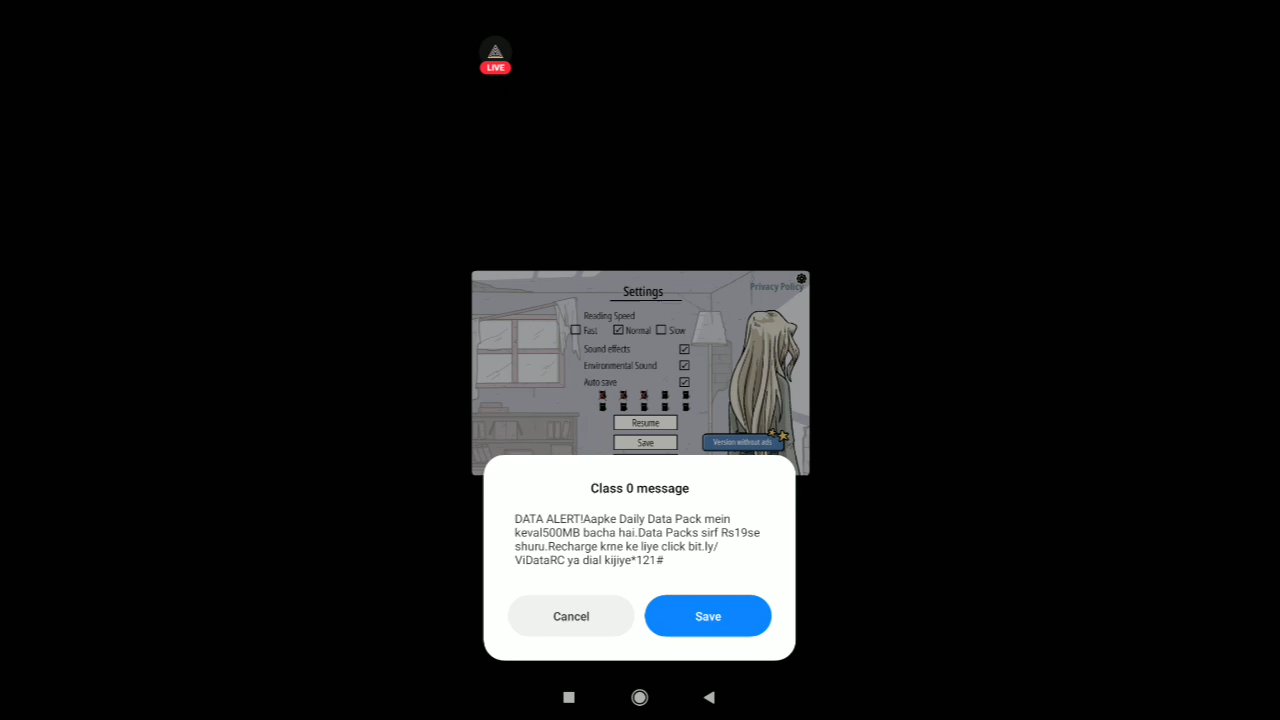 LIVE
Settings
Privacy Policy
Reading Speed
Fast Normal Slow
Sound effects
Environmental Sound
Auto save
Resume
Save
Version without ads
Class 0 message
DATA ALERT!Aapke Daily Data Pack mein
keval500MB bacha hai.Data Packs sirf Rs19se
shuru.Recharge krne ke liye click bit.ly/
ViDataRC ya dial kijiye*121#
Cancel Save